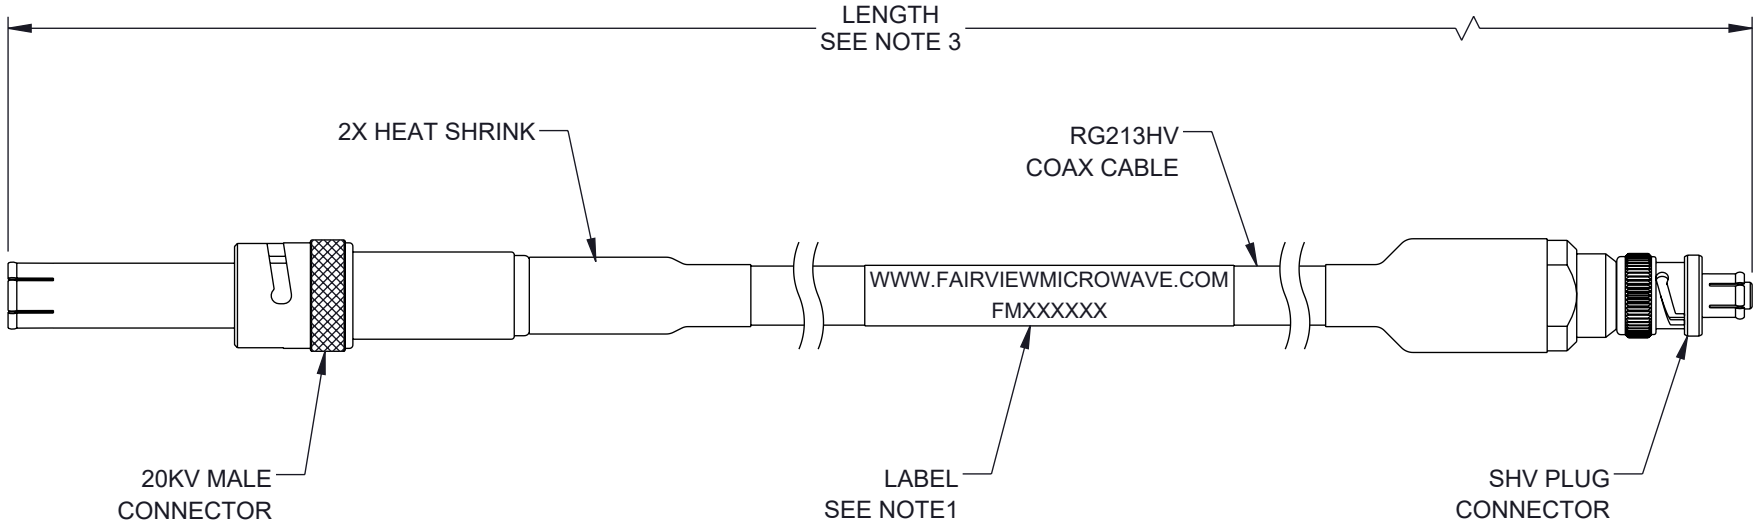 LENGTH
SEE NOTE 3
2X HEAT SHRINK
RG213HV
COAX CABLE
WWW.FAIRVIEWMICROWAVE.COM
FMXXXXXX
20KV MALE
CONNECTOR
LABEL
SEE NOTE1
SHV PLUG
CONNECTOR